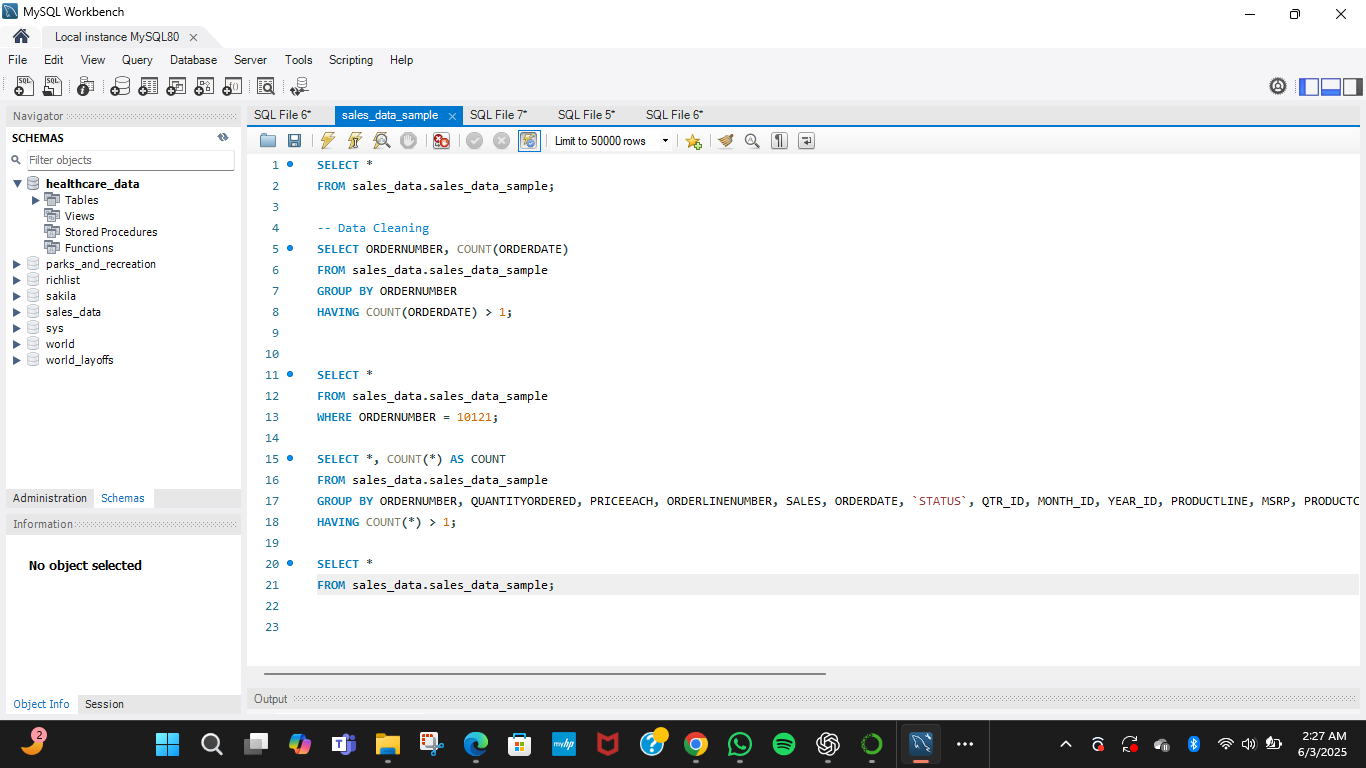 MySQL Workbench
Local instance MySQL80
File Edit View Query Database Server Tools Scripting Help
Navigator
SCHEMAS
Filter objects
healthcare_data
Tables
Views
Stored Procedures
Functions
parks_and_recreation
richlist
sakila
sales_data
sys
world
world_layoffs
Administration Schemas
Information
No object selected
Object Info Session
SQL File 6* sales_data_sample SQL File 7* SQL File 5* SQL File 6*
Limit to 50000 rows
1 SELECT *
2 FROM sales_data.sales_data_sample;
3
4 -- Data Cleaning
5 SELECT ORDERNUMBER, COUNT(ORDERDATE)
6 FROM sales_data.sales_data_sample
7 GROUP BY ORDERNUMBER
8 HAVING COUNT(ORDERDATE) > 1;
9
10
11 SELECT *
12 FROM sales_data.sales_data_sample
13 WHERE ORDERNUMBER = 10121;
14
15 SELECT *, COUNT(*) AS COUNT
16 FROM sales_data.sales_data_sample
17 GROUP BY ORDERNUMBER, QUANTITYORDERED, PRICEEACH, ORDERLINENUMBER, SALES, ORDERDATE, `STATUS`, QTR_ID, MONTH_ID, YEAR_ID, PRODUCTLINE, MSRP, PRODUCTC
18 HAVING COUNT(*) > 1;
19
20 SELECT *
21 FROM sales_data.sales_data_sample;
22
23
Output
2
myhp
2:27 AM
6/3/2025